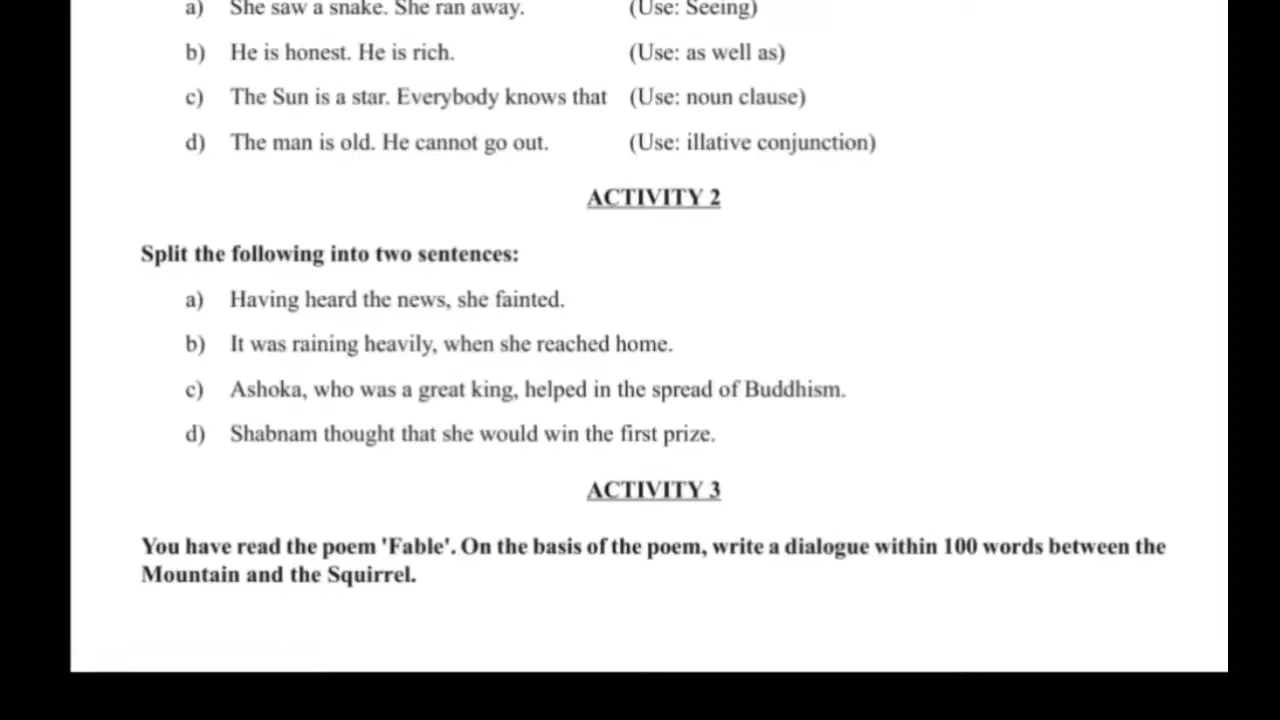 a) She saw a snake. She ran away. (Use: Seeing)
b) He is honest. He is rich. (Use: as well as)
c) The Sun is a star. Everybody knows that (Use: noun clause)
d) The man is old. He cannot go out. (Use: illative conjunction)
ACTIVITY 2
Split the following into two sentences:
a) Having heard the news, she fainted.
b) It was raining heavily, when she reached home.
c) Ashoka, who was a great king, helped in the spread of Buddhism.
d) Shabnam thought that she would win the first prize.
ACTIVITY 3
You have read the poem 'Fable'. On the basis of the poem, write a dialogue within 100 words between the
Mountain and the Squirrel.